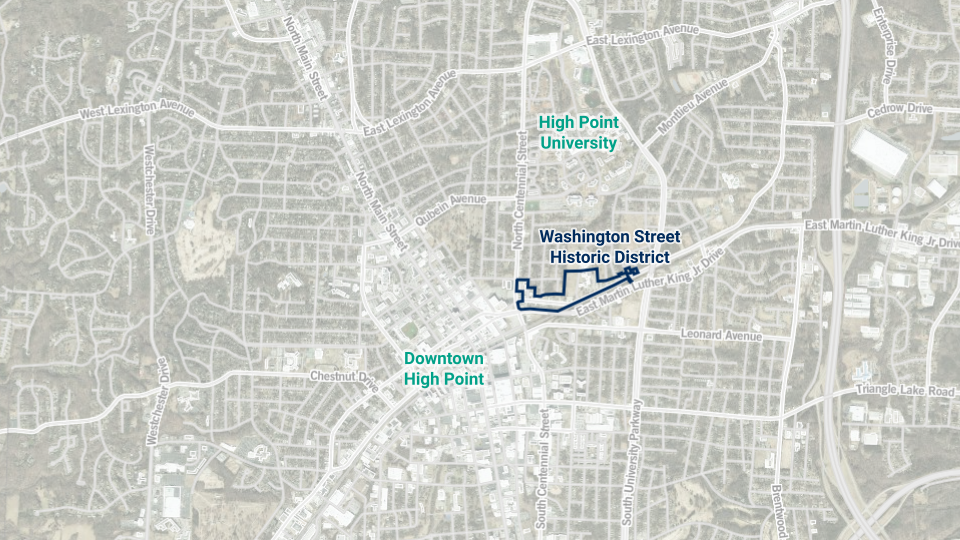 East Lexington Avenue
Enterprise Drive
North Main Street
East Lexington Avenue
West Lexington Avenue
Montlieu Avenue
Cedrow Drive
High Point
University
Westchester Drive
North Centennial Street
North Main Street
Qubein Avenue
East Martin Luther King Jr Drive
Washington Street
Historic District
East Martin Luther King Jr Drive
Leonard Avenue
Downtown
High Point
Chestnut Drive
Westchester Drive
Triangle Lake Road
South Centennial Street
South University Parkway
Brentwood